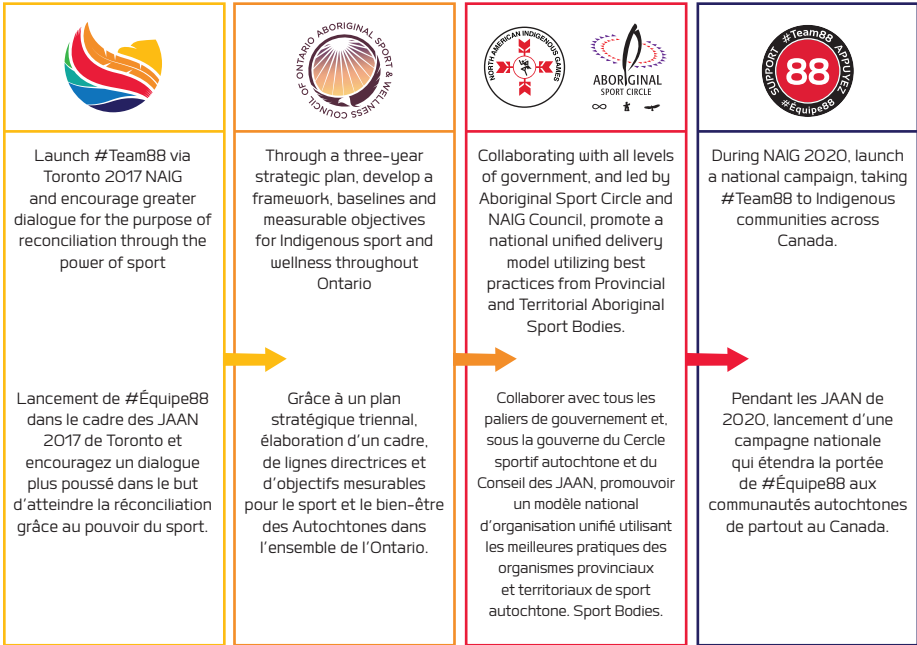 ONTARIO ABORIGINAL SPORT & WELLNESS COUNCIL OF
NORTH AMERICAN INDIGENOUS GAMES
ABORIGINAL
SPORT CIRCLE
#Team88
SUPPORT
88
APPUYEZ
#Équipe88
Launch #Team88 via
Toronto 2017 NAIG
and encourage greater
dialogue for the purpose of
reconciliation through the
power of sport
Lancement de #Équipe88
dans le cadre des JAAN
2017 de Toronto et
encouragez un dialogue
plus poussé dans le but
d’atteindre la réconciliation
grâce au pouvoir du sport.
Through a three-year
strategic plan, develop a
framework, baselines and
measurable objectives
for Indigenous sport and
wellness throughout
Ontario
Grâce à un plan
stratégique triennal,
élaboration d’un cadre,
de lignes directrices et
d’objectifs mesurables
pour le sport et le bien-être
des Autochtones dans
l’ensemble de l’Ontario.
Collaborating with all levels
of government, and led by
Aboriginal Sport Circle and
NAIG Council, promote a
national unified delivery
model utilizing best
practices from Provincial
and Territorial Aboriginal
Sport Bodies.
Collaborer avec tous les
paliers de gouvernement et,
sous la gouverne du Cercle
sportif autochtone et du
Conseil des JAAN, promouvoir
un modèle national
d’organisation unifié utilisant
les meilleures pratiques des
organismes provinciaux
et territoriaux de sport
autochtone. Sport Bodies.
During NAIG 2020, launch
a national campaign, taking
#Team88 to Indigenous
communities across
Canada.
Pendant les JAAN de
2020, lancement d’une
campagne nationale
qui étendra la portée
de #Équipe88 aux
communautés autochtones
de partout au Canada.